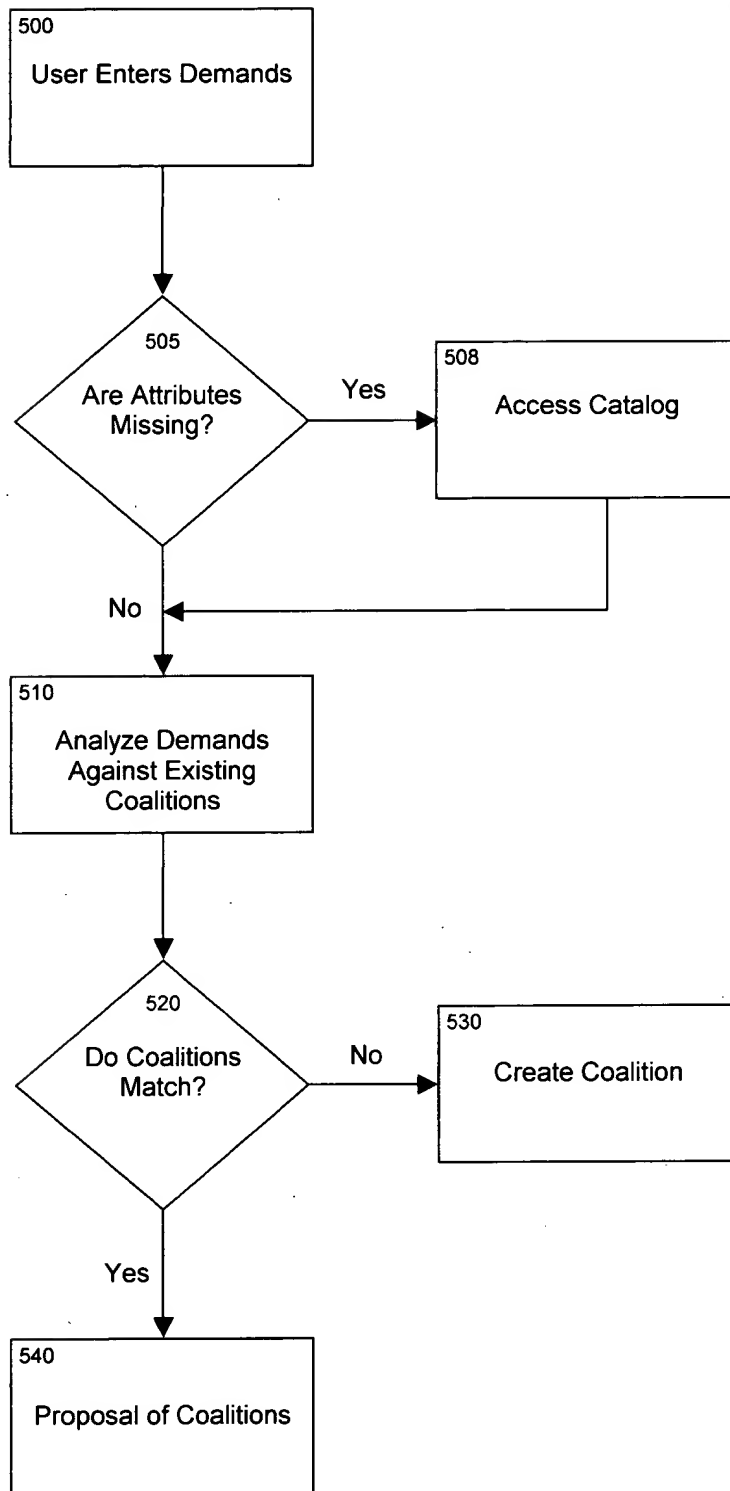 500
User Enters Demands
505
Are Attributes
Missing?
Yes
508
Access Catalog
No
510
Analyze Demands
Against Existing
Coalitions
520
Do Coalitions
Match?
No
530
Create Coalition
Yes
540
Proposal of Coalitions